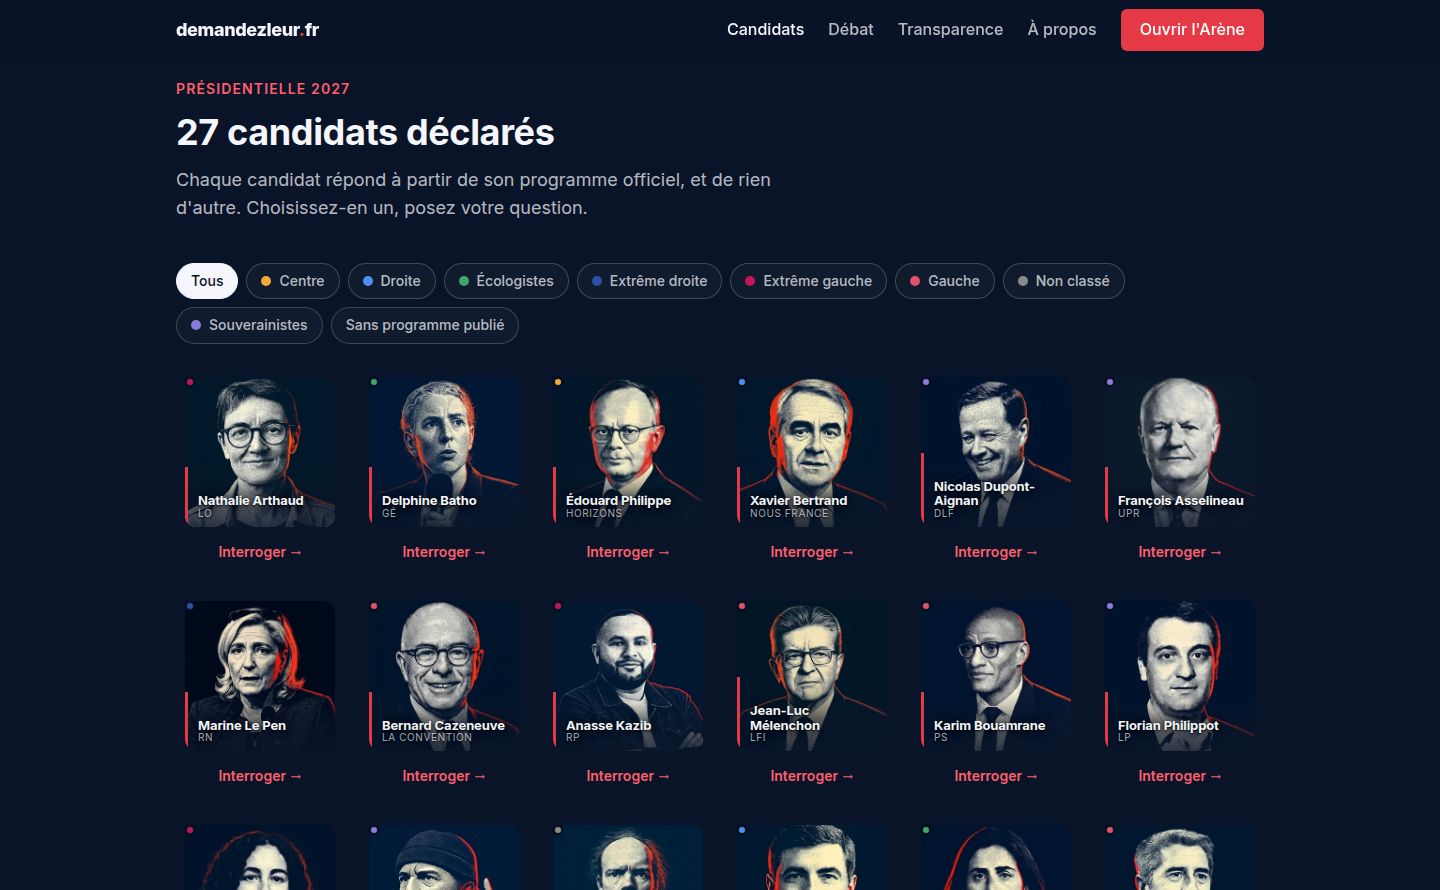 demandezleur.fr
Candidats
Débat
Transparence
À propos
Ouvrir l'Arène
PRÉSIDENTIELLE 2027
27 candidats déclarés
Chaque candidat répond à partir de son programme officiel, et de rien
d'autre. Choisissez-en un, posez votre question.
Tous
Centre
Droite
Écologistes
Extrême droite
Extrême gauche
Gauche
Non classé
Souverainistes
Sans programme publié
Nathalie Arthaud
LO
Interroger →
Delphine Batho
GÉ
Interroger →
Édouard Philippe
HORIZONS
Interroger →
Xavier Bertrand
NOUS FRANCE
Interroger →
Nicolas Dupont-
Aignan
DLF
Interroger →
François Asselineau
UPR
Interroger →
Marine Le Pen
RN
Interroger →
Bernard Cazeneuve
LA CONVENTION
Interroger →
Anasse Kazib
RP
Interroger →
Jean-Luc
Mélenchon
LFI
Interroger →
Karim Bouamrane
PS
Interroger →
Florian Philippot
LP
Interroger →